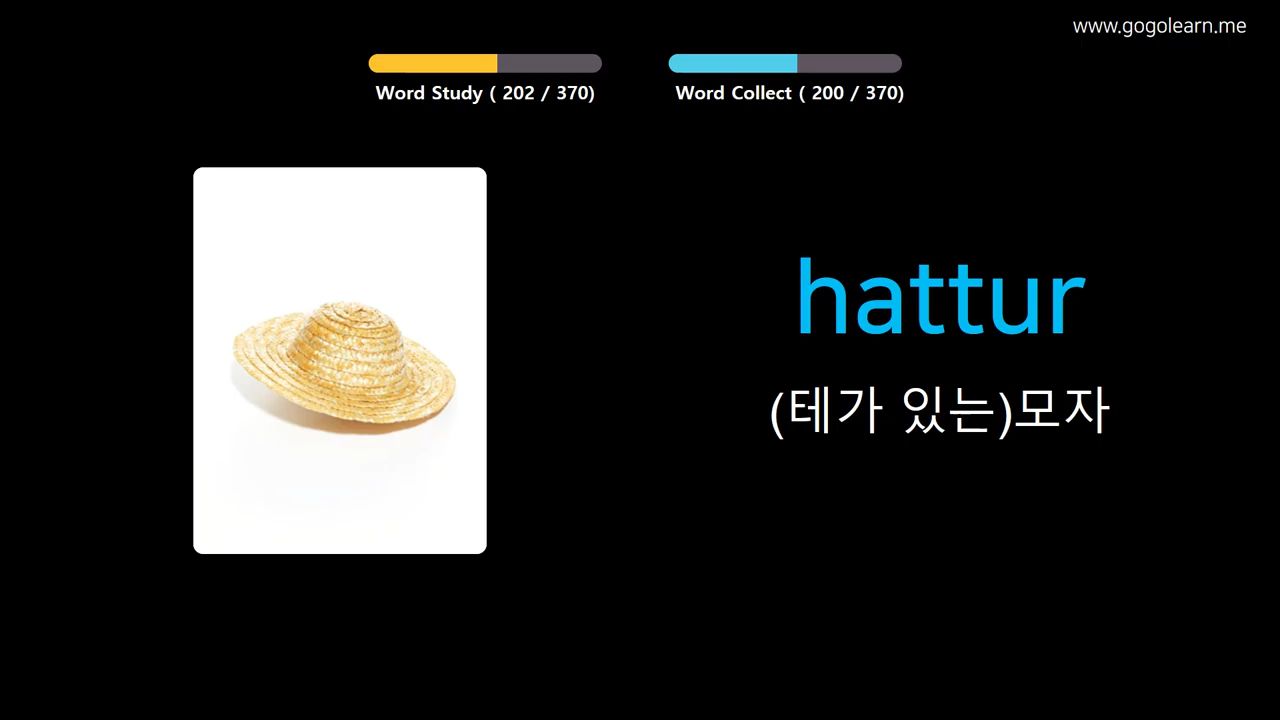 www.gogolearn.me
Word Study ( 202 / 370)
Word Collect ( 200 / 370)
hattur
(테가 있는)모자